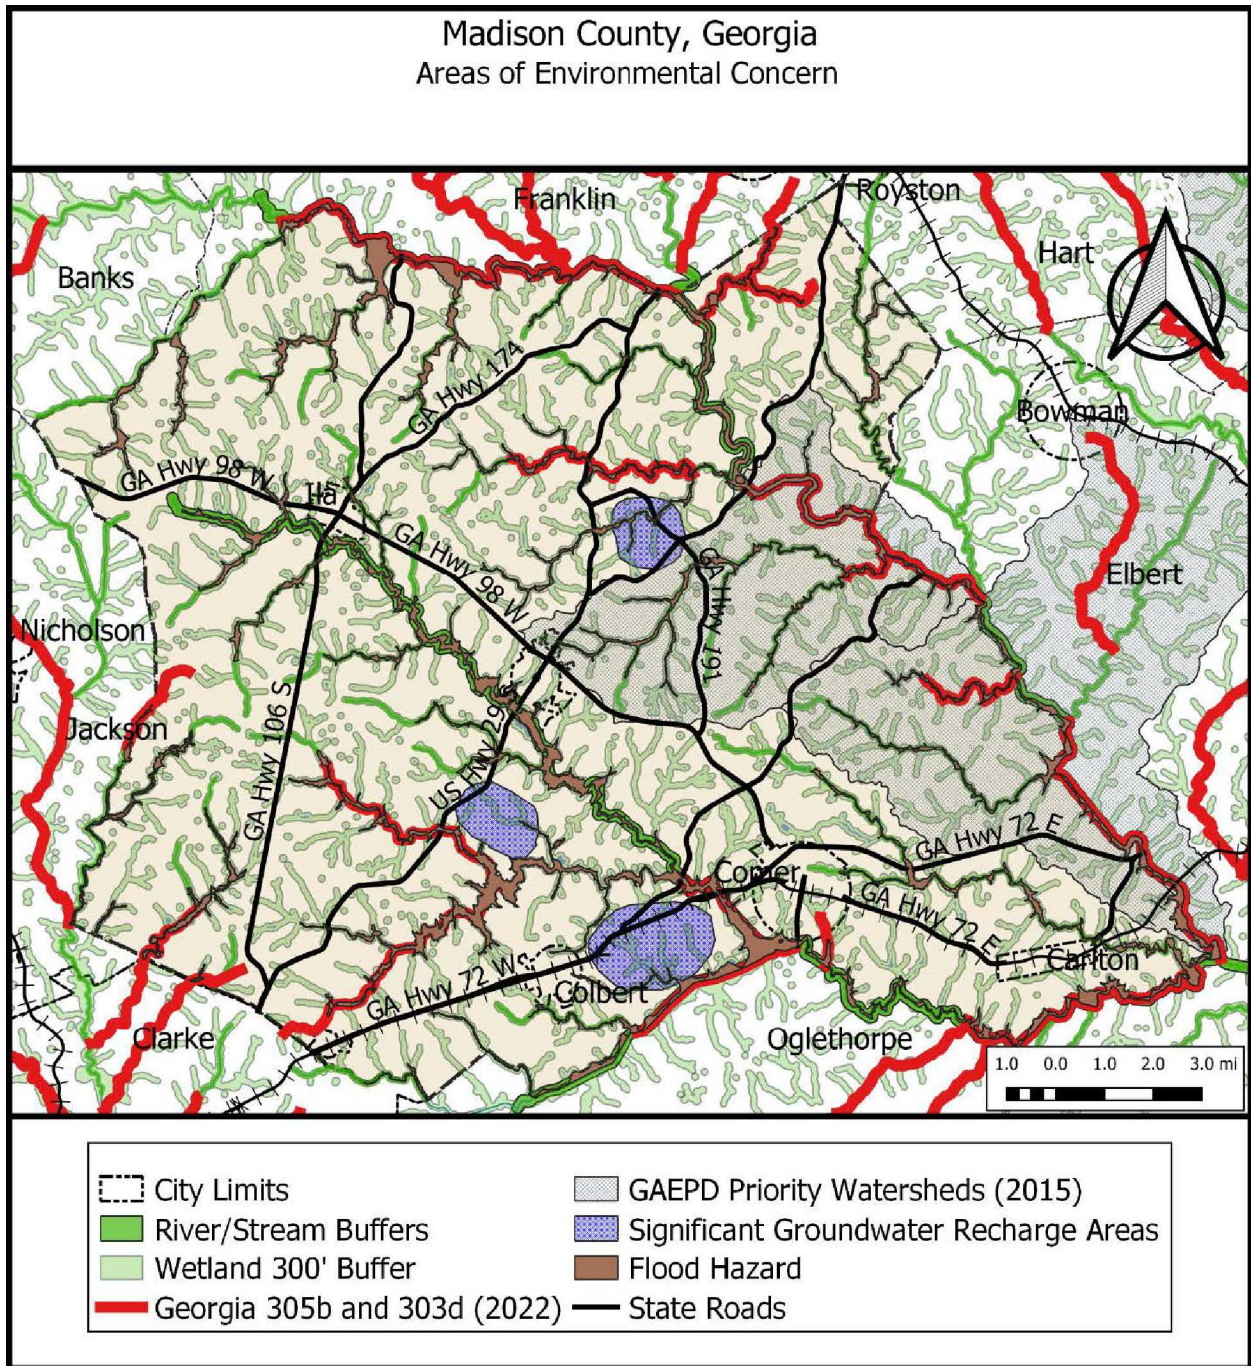 Madison County, Georgia
Areas of Environmental Concern
Franklin
Royston
Hart
Banks
GA Hwy 174
Bowman
GA Hwy 98 W
Ila
GA Hwy 98 W
GA Hwy 191
Elbert
Nicholson
Jackson
GA Hwy 106 S
US Hwy 29
GA Hwy 72 E
Comer
GA Hwy 72 E
Carlton
GA Hwy 72 W
Colbert
Clarke
Oglethorpe
1.0 0.0 1.0 2.0 3.0 mi
City Limits
GAEPD Priority Watersheds (2015)
River/Stream Buffers
Significant Groundwater Recharge Areas
Wetland 300' Buffer
Flood Hazard
Georgia 305b and 303d (2022)
State Roads